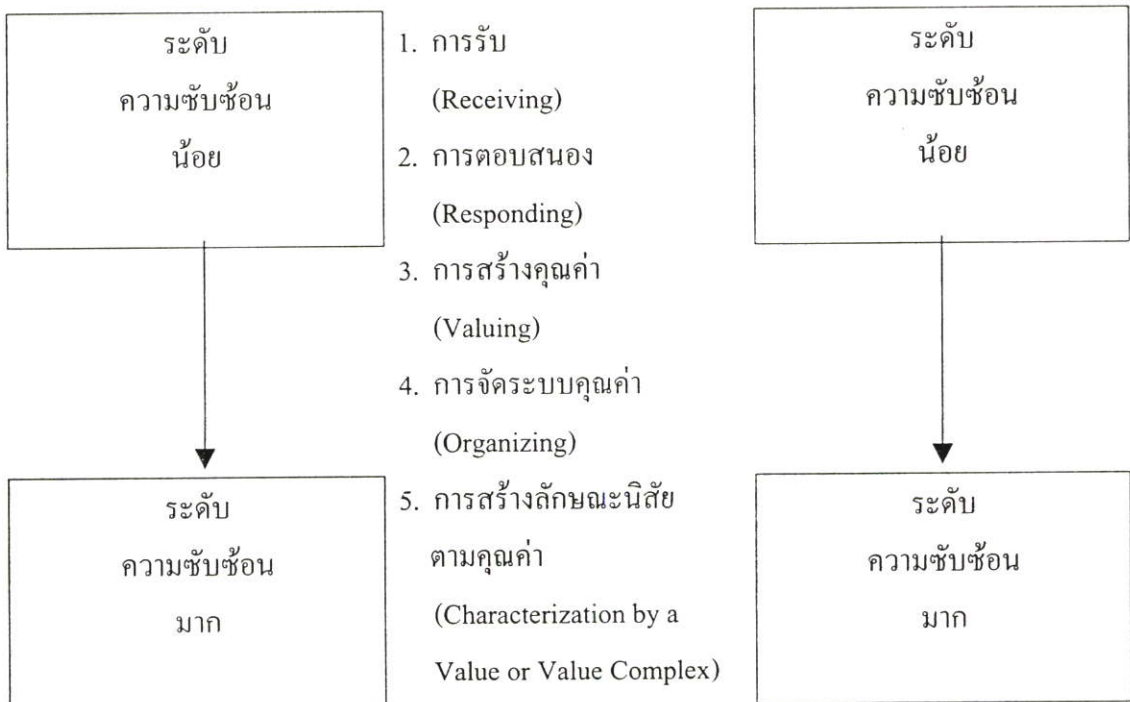 ระดับ
ความซับซ้อน
น้อย
ระดับ
ความซับซ้อน
มาก
1. การรับ
(Receiving)
2. การตอบสนอง
(Responding)
3. การสร้างคุณค่า
(Valuing)
4. การจัดระบบคุณค่า
(Organizing)
5. การสร้างลักษณะนิสัย
ตามคุณค่า
(Characterization by a
Value or Value Complex)
ระดับ
ความซับซ้อน
น้อย
ระดับ
ความซับซ้อน
มาก